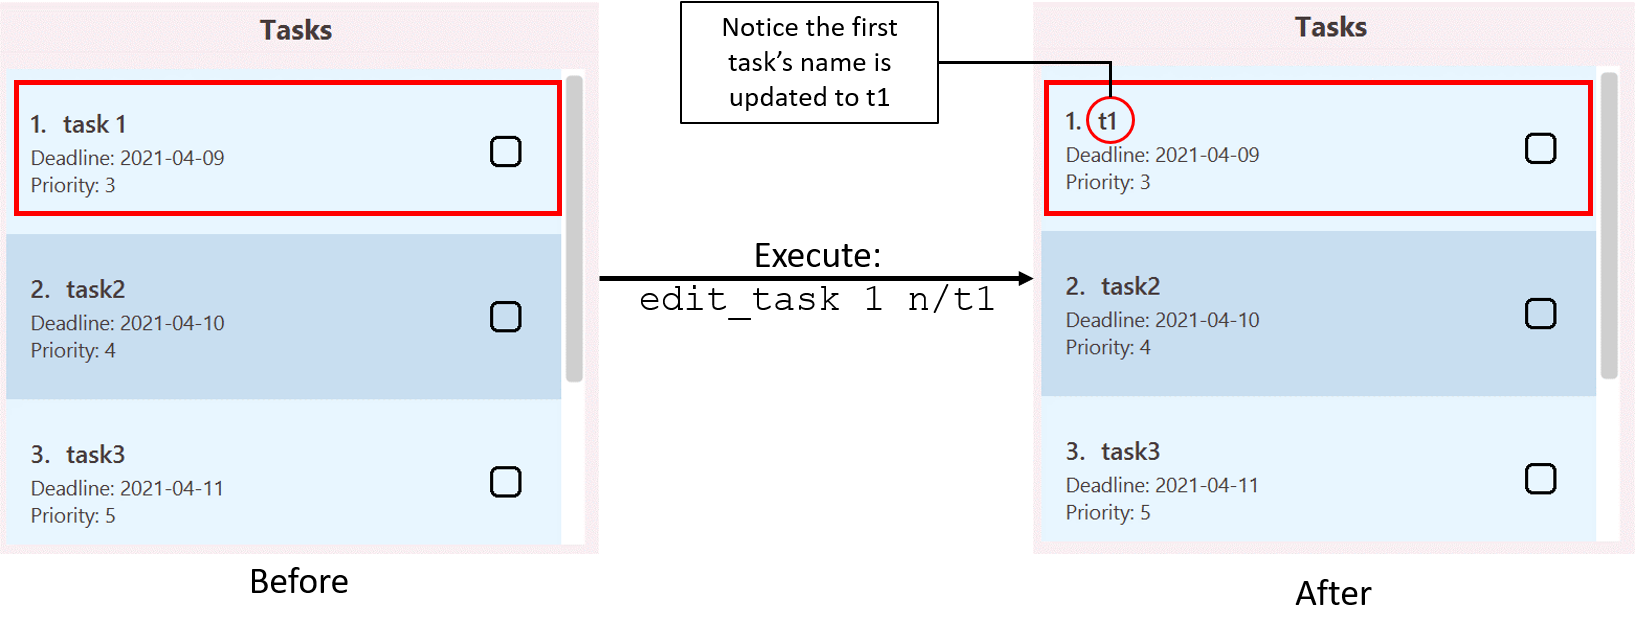 Tasks
1. task 1
Deadline: 2021-04-09
Priority: 3
2. task2
Deadline: 2021-04-10
Priority: 4
3. task3
Deadline: 2021-04-11
Priority: 5
Before
Notice the first
task’s name is
updated to t1
Execute:
edit_task 1 n/t1
Tasks
1. t1
Deadline: 2021-04-09
Priority: 3
2. task2
Deadline: 2021-04-10
Priority: 4
3. task3
Deadline: 2021-04-11
Priority: 5
After